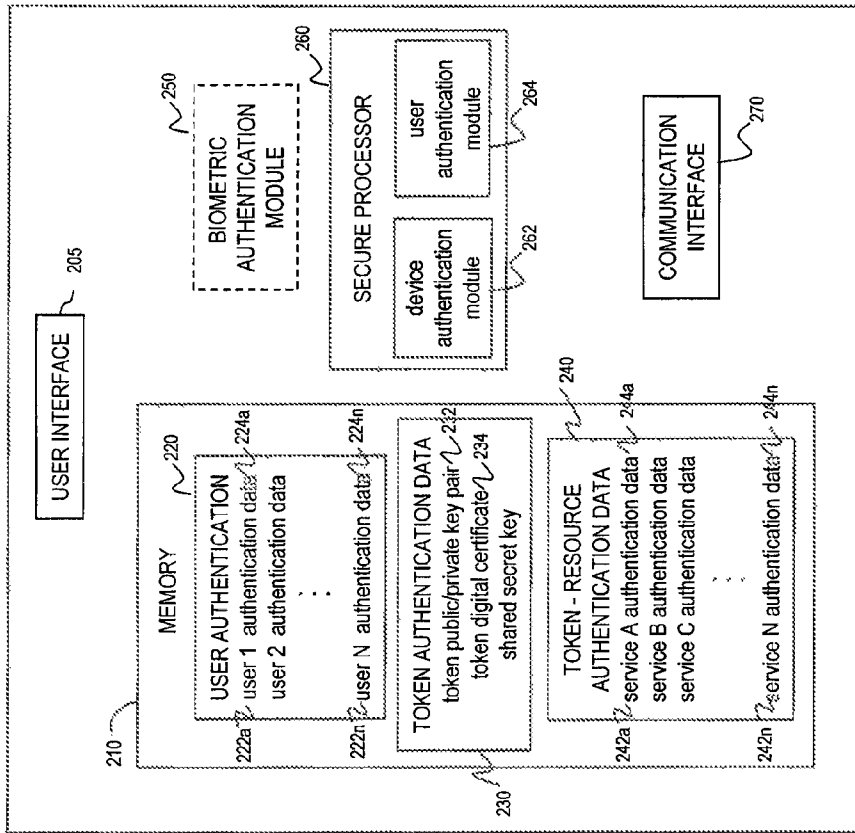 USER INTERFACE
205
210
MEMORY
220
USER AUTHENTICATION
222a
user 1 authentication data
224a
user 2 authentication data
222n
user N authentication data
224n
TOKEN AUTHENTICATION DATA
token public/private key pair
232
token digital certificate
234
shared secret key
230
240
TOKEN - RESOURCE
AUTHENTICATION DATA
242a
service A authentication data
244a
service B authentication data
service C authentication data
242n
service N authentication data
244n
250
BIOMETRIC
AUTHENTICATION
MODULE
260
SECURE PROCESSOR
device
authentication
module
262
user
authentication
module
264
COMMUNICATION
INTERFACE
270